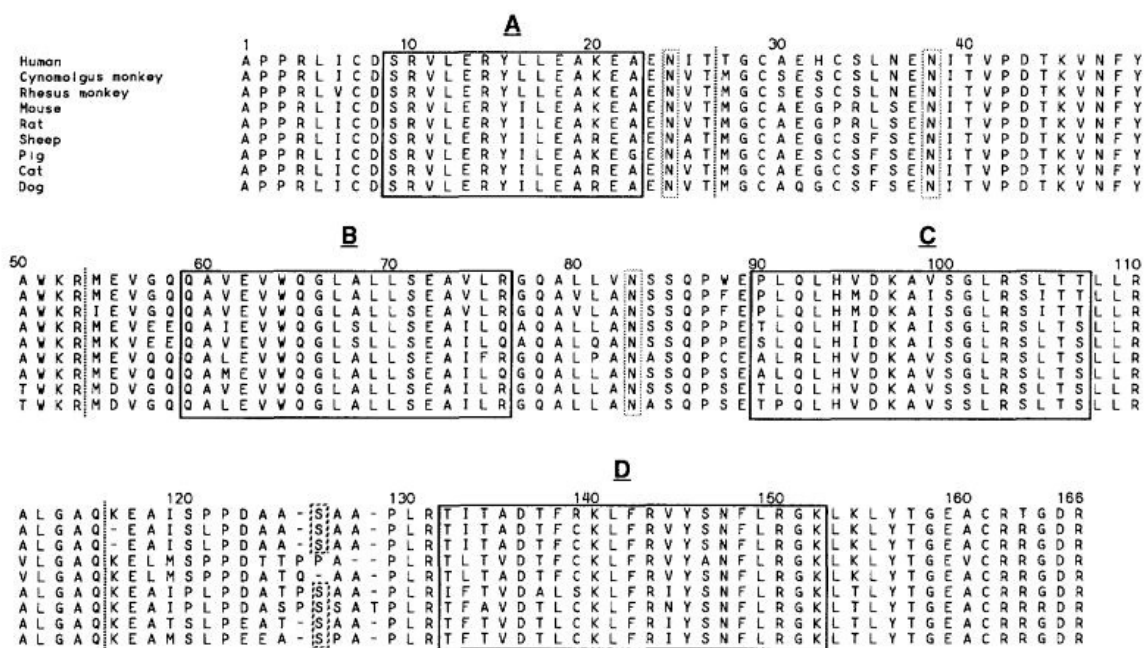 A
1 10 20 30 40
Human A P P R L I C D S R V L E R Y L L E A K E A E N I T T G C A E H C S L N E N I T V P D T K V N F Y
Cynomolgus monkey A P P R L I C D S R V L E R Y L L E A K E A E N V T M G C S E S C S L N E N I T V P D T K V N F Y
Rhesus monkey A P P R L V C D S R V L E R Y L L E A K E A E N V T M G C S E S C S L N E N I T V P D T K V N F Y
Mouse A P P R L I C D S R V L E R Y I L E A K E A E N V T M G C A E G P R L S E N I T V P D T K V N F Y
Rat A P P R L I C D S R V L E R Y I L E A K E A E N V T M G C A E G P R L S E N I T V P D T K V N F Y
Sheep A P P R L I C D S R V L E R Y I L E A R E A E N A T M G C A E G C S F S E N I T V P D T K V N F Y
Pig A P P R L I C D S R V L E R Y I L E A K E G E N A T M G C A E S C S F S E N I T V P D T K V N F Y
Cat A P P R L I C D S R V L E R Y I L E A R E A E N V T M G C A E G C S F S E N I T V P D T K V N F Y
Dog A P P R L I C D S R V L E R Y I L E A R E A E N V T M G C A Q G C S F S E N I T V P D T K V N F Y
B C
50 60 70 80 90 100 110
A W K R M E V G Q Q A V E V W Q G L A L L S E A V L R G Q A L L V N S S Q P W E P L Q L H V D K A V S G L R S L T T L L R
A W K R M E V G Q Q A V E V W Q G L A L L S E A V L R G Q A V L A N S S Q P F E P L Q L H M D K A I S G L R S I T T L L R
A W K R I E V G Q Q A V E V W Q G L A L L S E A V L R G Q A V L A N S S Q P F E P L Q L H M D K A I S G L R S I T T L L R
A W K R M E V E E Q A I E V W Q G L S L L S E A I L Q A Q A L L A N S S Q P P E T L Q L H I D K A I S G L R S L T S L L R
A W K R M K V E E Q A V E V W Q G L S L L S E A I L Q A Q A L Q A N S S Q P P E S L Q L H I D K A I S G L R S L T S L L R
A W K R M E V G Q Q A L E V W Q G L A L L S E A I F R G Q A L P A N A S Q P C E A L R L H V D K A V S G L R S L T S L L R
A W K R M E V G Q Q A M E V W Q G L A L L S E A I L Q G Q A L L A N S S Q P S E A L Q L H V D K A V S G L R S L T S L L R
T W K R M D V G Q Q A V E V W Q G L A L L S E A I L R G Q A L L A N S S Q P S E T L Q L H V D K A V S S L R S L T S L L R
T W K R M D V G Q Q A L E V W Q G L A L L S E A I L R G Q A L L A N A S Q P S E T P Q L H V D K A V S S L R S L T S L L R
D
120 130 140 150 160 166
A L G A Q K E A I S P P D A A - S A A - P L R T I T A D T F R K L F R V Y S N F L R G K L K L Y T G E A C R T G D R
A L G A Q - E A I S L P D A A - S A A - P L R T I T A D T F C K L F R V Y S N F L R G K L K L Y T G E A C R R G D R
A L G A Q - E A I S L P D A A - S A A - P L R T I T A D T F C K L F R V Y S N F L R G K L K L Y T G E A C R R G D R
V L G A Q K E L M S P P D T T P P A - - P L R T L T V D T F C K L F R V Y A N F L R G K L K L Y T G E V C R R G D R
V L G A Q K E L M S P P D A T Q - A A - P L R T L T A D T F C K L F R V Y S N F L R G K L K L Y T G E A C R R G D R
A L G A Q K E A I P L P D A T P S A A - P L R I F T V D A L S K L F R I Y S N F L R G K L T L Y T G E A C R R G D R
A L G A Q K E A I P L P D A S P S S A T P L R T F A V D T L C K L F R N Y S N F L R G K L T L Y T G E A C R R R D R
A L G A Q K E A T S L P E A T - S A A - P L R T F T V D T L C K L F R I Y S N F L R G K L T L Y T G E A C R R G D R
A L G A Q K E A M S L P E E A - S P A - P L R T F T V D T L C K L F R I Y S N F L R G K L T L Y T G E A C R R G D R